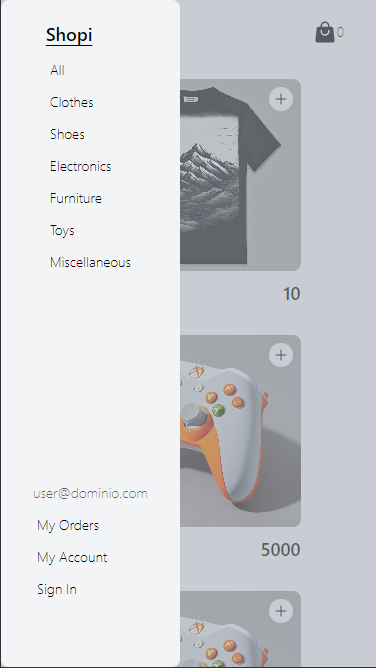 Shopi
All
Clothes
Shoes
Electronics
Furniture
Toys
Miscellaneous
user@dominio.com
My Orders
My Account
Sign In
0
10
5000